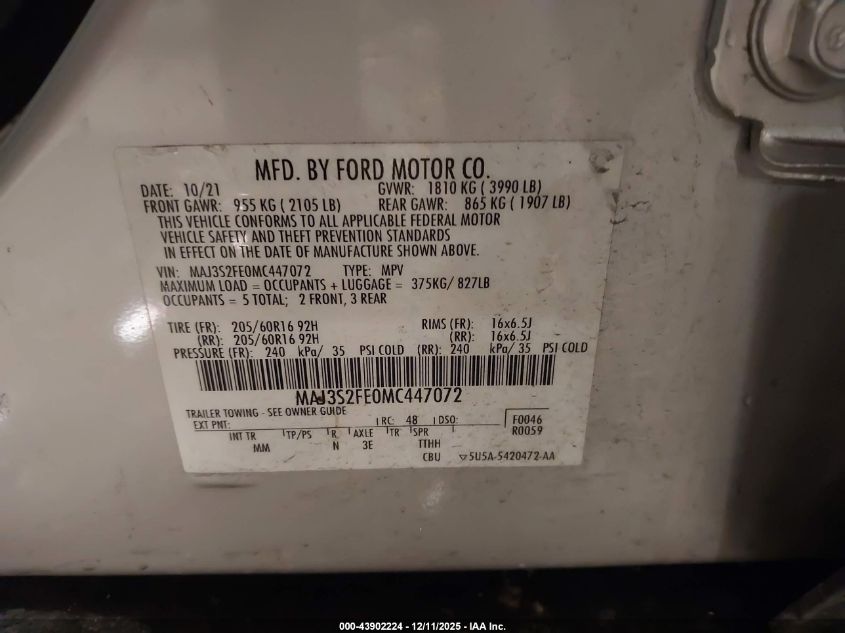 MFD. BY FORD MOTOR CO.
DATE: 10/21 GVWR: 1810 KG ( 3990 LB)
FRONT GAWR: 955 KG ( 2105 LB) REAR GAWR: 865 KG ( 1907 LB)
THIS VEHICLE CONFORMS TO ALL APPLICABLE FEDERAL MOTOR
VEHICLE SAFETY AND THEFT PREVENTION STANDARDS
IN EFFECT ON THE DATE OF MANUFACTURE SHOWN ABOVE.
VIN: MAJ3S2FE0MC447072 TYPE: MPV
MAXIMUM LOAD = OCCUPANTS + LUGGAGE = 375KG/ 827LB
OCCUPANTS = 5 TOTAL; 2 FRONT, 3 REAR
TIRE (FR): 205/60R16 92H RIMS (FR): 16x6.5J
(RR): 205/60R16 92H (RR): 16x6.5J
PRESSURE (FR): 240 kPa/ 35 PSI COLD (RR): 240 kPa/ 35 PSI COLD
MAJ3S2FE0MC447072
TRAILER TOWING - SEE OWNER GUIDE
EXT PNT: RC: 48 DSO: F0046
R0059
INT TR TP/PS R AXLE TR SPR
MM N 3E TTHH
CBU ▽5U5A-5420472-AA
000-43902224 - 12/11/2025 - IAA Inc.